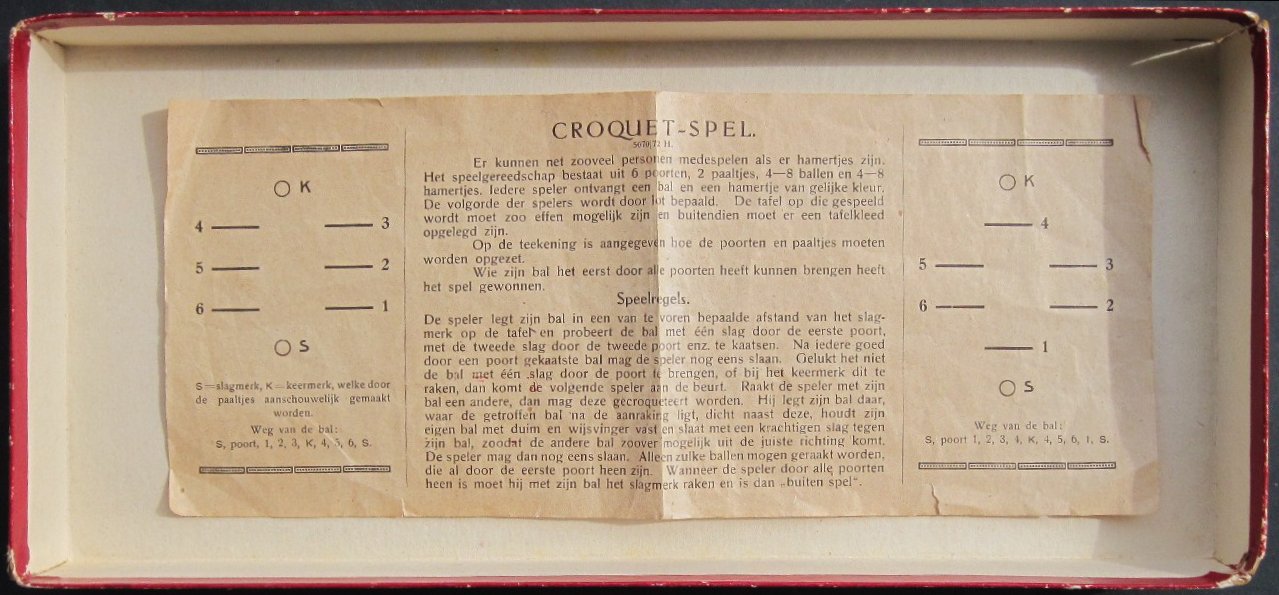 K
4 3
5 2
6 1
S
S=slagmerk, K=keermerk, welke door
de paaltjes aanschouwelijk gemaakt
worden.
Weg van de bal:
S, poort, 1, 2, 3, K, 4, 5, 6, S.
CROQUET-SPEL.
5070/72 H.
Er kunnen net zooveel personen medespelen als er hamertjes zijn.
Het speelgereedschap bestaat uit 6 poorten, 2 paaltjes, 4—8 ballen en 4—8
hamertjes. Iedere speler ontvangt een bal en een hamertje van gelijke kleur.
De volgorde der spelers wordt door lot bepaald. De tafel op die gespeeld
wordt moet zoo effen mogelijk zijn en buitendien moet er een tafelkleed
opgelegd zijn.
Op de teekening is aangegeven hoe de poorten en paaltjes moeten
worden opgezet.
Wie zijn bal het eerst door alle poorten heeft kunnen brengen heeft
het spel gewonnen.
Speelregels.
De speler legt zijn bal in een van te voren bepaalde afstand van het slag-
merk op de tafel en probeert de bal met één slag door de eerste poort,
met de tweede slag door de tweede poort enz. te kaatsen. Na iedere goed
door een poort gekaatste bal mag de speler nog eens slaan. Gelukt het niet
de bal met één slag door de poort te brengen, of bij het keermerk dit te
raken, dan komt de volgende speler aan de beurt. Raakt de speler met zijn
bal een andere, dan mag deze gecroqueteert worden. Hij legt zijn bal daar,
waar de getroffen bal na de aanraking ligt, dicht naast deze, houdt zijn
eigen bal met duim en wijsvinger vast en slaat met een krachtigen slag tegen
zijn bal, zoodat de andere bal zoover mogelijk uit de juiste richting komt.
De speler mag dan nog eens slaan. Alleen zulke ballen mogen geraakt worden,
die al door de eerste poort heen zijn. Wanneer de speler door alle poorten
heen is moet hij met zijn bal het slagmerk raken en is dan „buiten spel“.
K
4
5 3
6 2
1
S
Weg van de bal:
S, poort 1, 2, 3, 4, K, 4, 5, 6, 1, S.